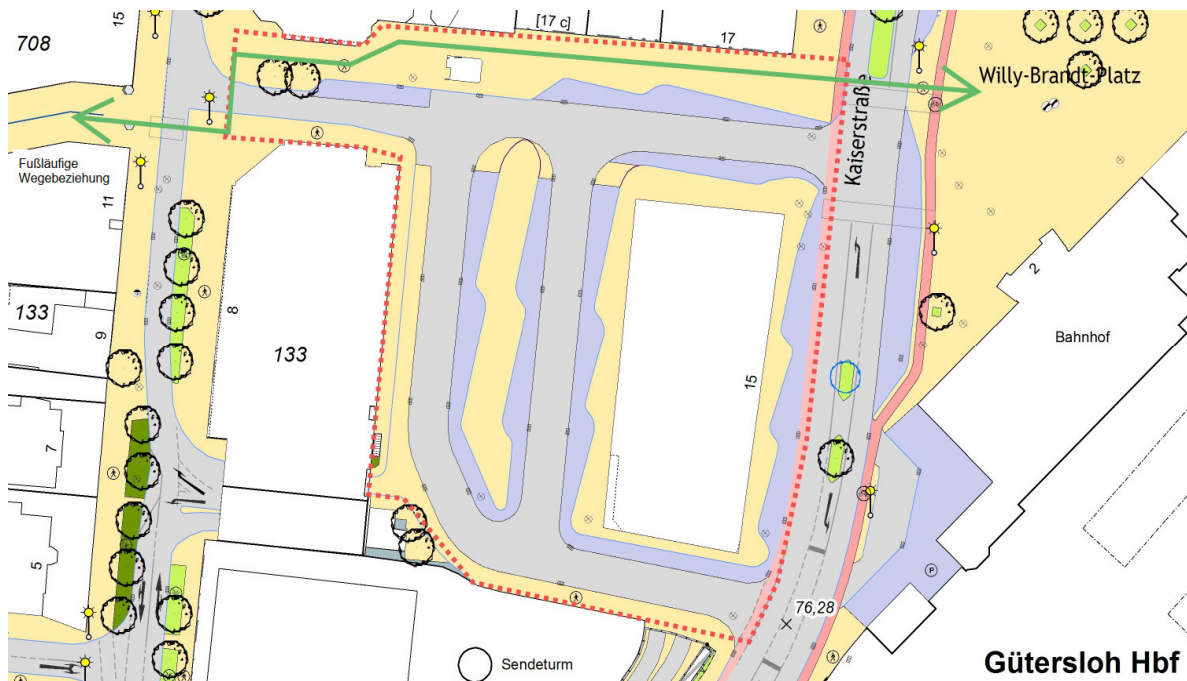 15
[17 c]
17
708
Willy-Brandt-Platz
Kaiserstraße
Fußläufige
Wegebeziehung
11
2
133
8
9
133
Bahnhof
15
7
5
P
76,28
Sendeturm
Gütersloh Hbf